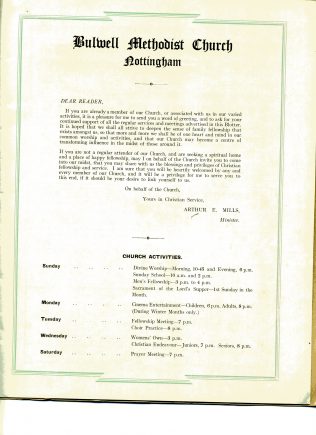 Bulwell Methodist Church
Nottingham
DEAR READER,
If you are already a member of our Church, or associated with us in our varied
activities, it is a pleasure for me to send you a word of greeting, and to ask for your
continued support of all the regular services and meetings advertised in this Blotter.
It is hoped that we shall all strive to deepen the sense of family fellowship that
exists amongst us, so that more and more we shall be of one heart and mind in our
common worship and activities, and that our Church may become a centre of
transforming influence in the midst of those around it.
If you are not a regular attender of our Church, and are seeking a spiritual home
and a place of happy fellowship, may I on behalf of the Church invite you to come
into our midst, that you may share with us the blessings and privileges of Christian
fellowship and service. I am sure that you will be heartily welcomed by any and
every member of our Church, and it will be a privilege for me to serve you to
this end, if it should be your desire to link yourself to us.
On behalf of the Church,
Yours in Christian Service,
ARTHUR E. MILLS,
Minister.
CHURCH ACTIVITIES.
Sunday .. .. .. .. Divine Worship—Morning, 10-45 and Evening, 6 p.m.
Sunday School—10 a.m. and 2 p.m.
Men's Fellowship—3 p.m. to 4 p.m.
Sacrament of the Lord's Supper—1st Sunday in the
Month.
Monday .. .. .. .. Cinema Entertainment—Children, 6 p.m. Adults, 8 p.m.
(During Winter Months only.)
Tuesday .. .. .. .. Fellowship Meeting—7 p.m.
Choir Practice—8 p.m.
Wednesday .. .. .. .. Womens' Own—3 p.m.
Christian Endeavour—Juniors, 7 p.m. Seniors, 8 p.m.
Saturday .. .. .. .. Prayer Meeting—7 p.m.